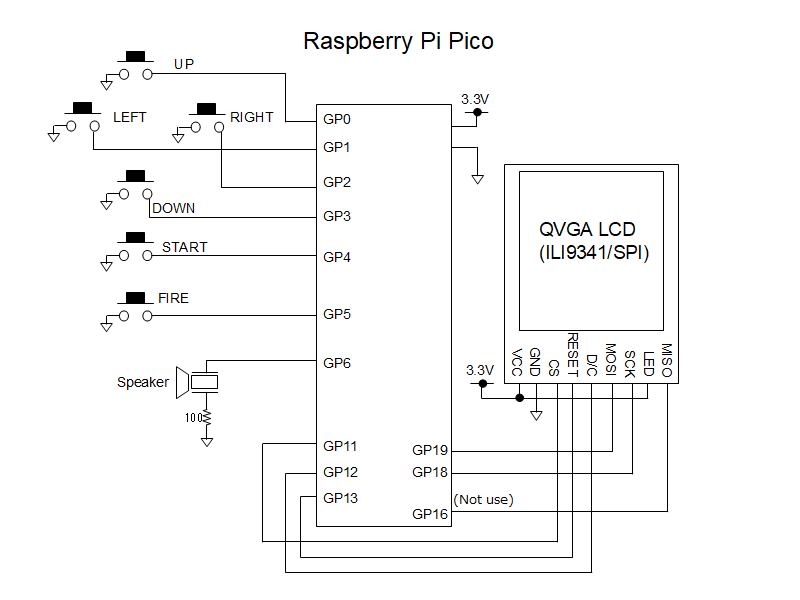 Raspberry Pi Pico
UP
3.3V
LEFT
RIGHT
GP0
GP1
GP2
DOWN
GP3
START
GP4
FIRE
GP5
QVGA LCD
(ILI9341/SPI)
VCC
GND
CS
RESET
D/C
MOSI
SCK
LED
MISO
GP6
3.3V
Speaker
100
GP11
GP19
GP12
GP18
GP13
(Not use)
GP16